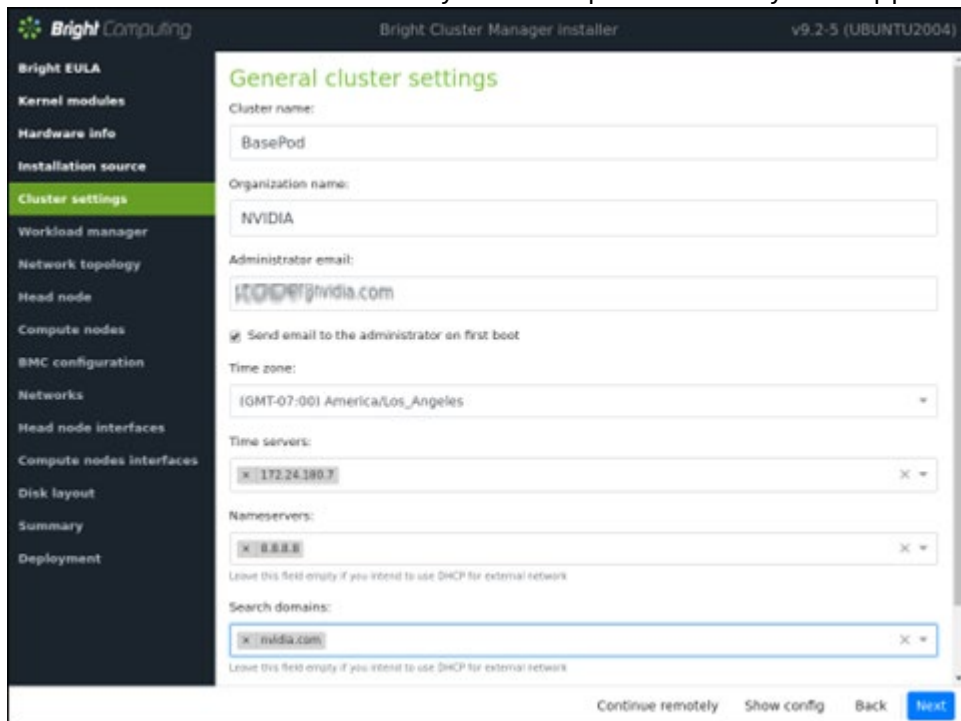 Bright Computing
Bright Cluster Manager Installer
v9.2-5 (UBUNTU2004)
Bright EULA
Kernel modules
Hardware info
Installation source
Cluster settings
Workload manager
Network topology
Head node
Compute nodes
BMC configuration
Networks
Head node interfaces
Compute nodes interfaces
Disk layout
Summary
Deployment
General cluster settings
Cluster name:
BasePod
Organization name:
NVIDIA
Administrator email:
nvidia.com
Send email to the administrator on first boot
Time zone:
(GMT-07:00) America/Los_Angeles
Time servers:
× 172.24.180.7
Nameservers:
× 8.8.8.8
Leave this field empty if you intend to use DHCP for external network
Search domains:
× nvidia.com
Leave this field empty if you intend to use DHCP for external network
Continue remotely Show config Back Next